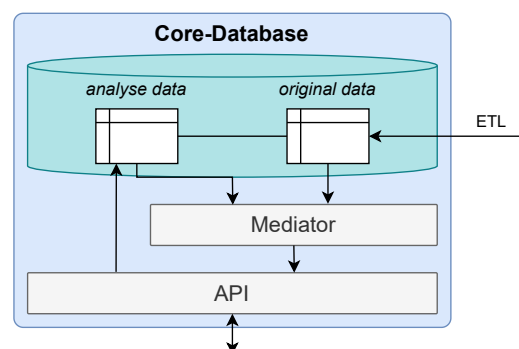 Core-Database
analyse data
original data
ETL
Mediator
API